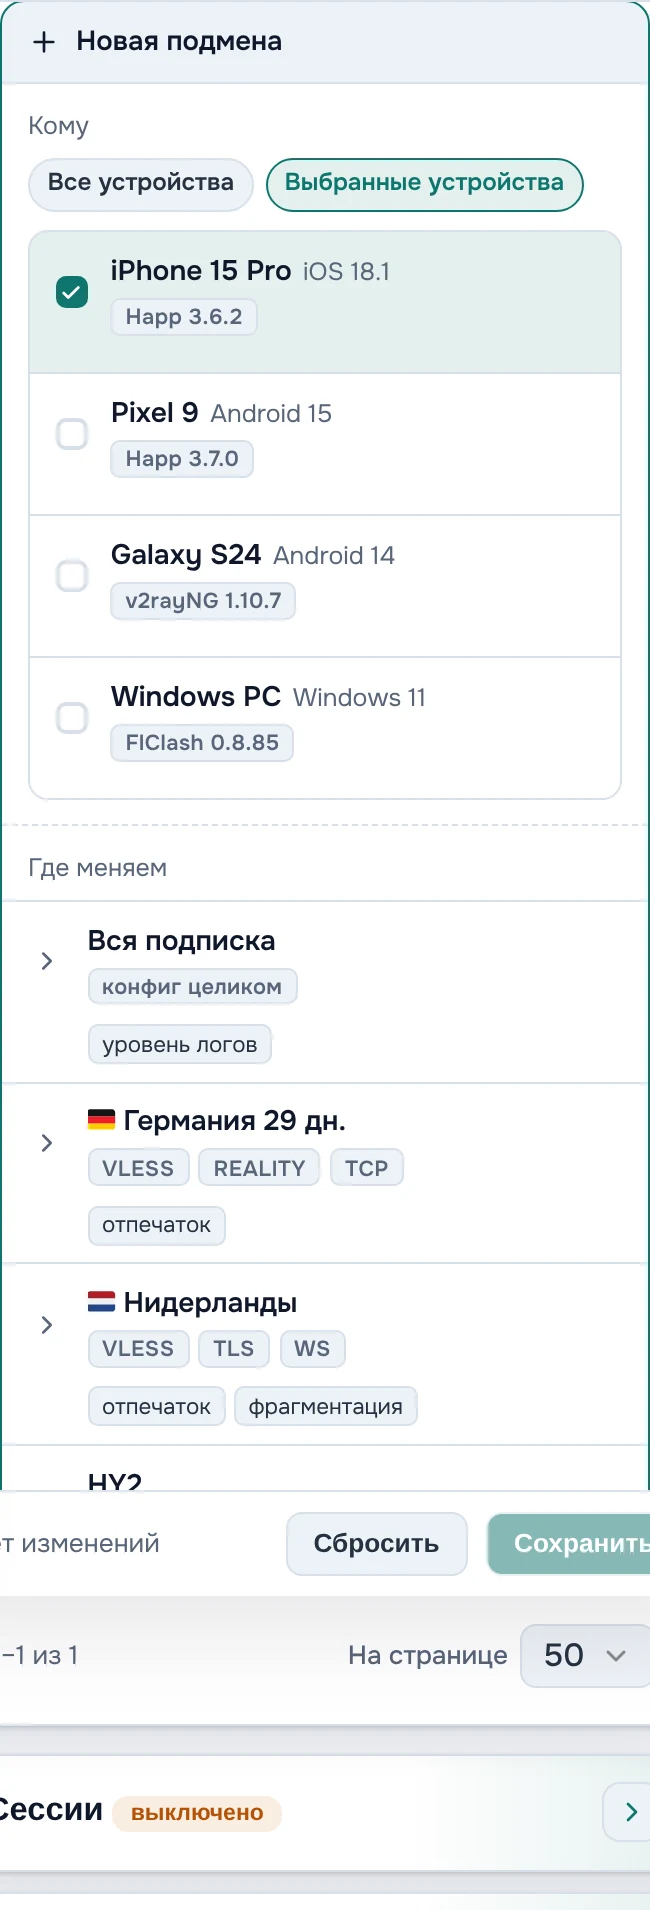 Новая подмена
Кому
Все устройства Выбранные устройства
iPhone 15 Pro iOS 18.1
Happ 3.6.2
Pixel 9 Android 15
Happ 3.7.0
Galaxy S24 Android 14
v2rayNG 1.10.7
Windows PC Windows 11
FlClash 0.8.85
Где меняем
Вся подписка
конфиг целиком
уровень логов
Германия 29 дн.
VLESS REALITY TCP
отпечаток
Нидерланды
VLESS TLS WS
отпечаток фрагментация
HY2
ет изменений Сбросить Сохранить
–1 из 1 На странице 50
Сессии выключено